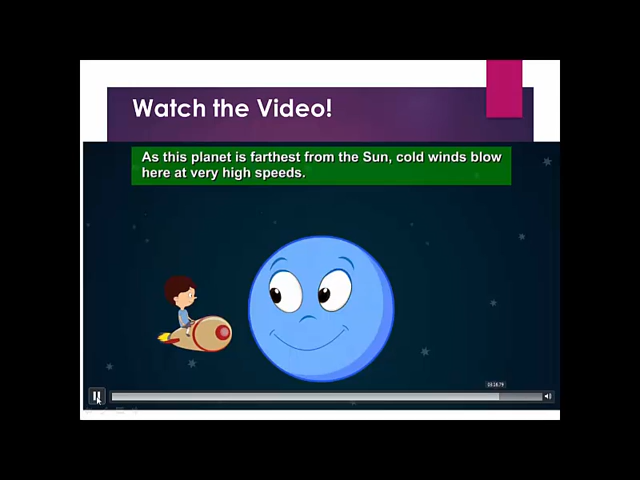 Watch the Video!
As this planet is farthest from the Sun, cold winds blow
here at very high speeds.